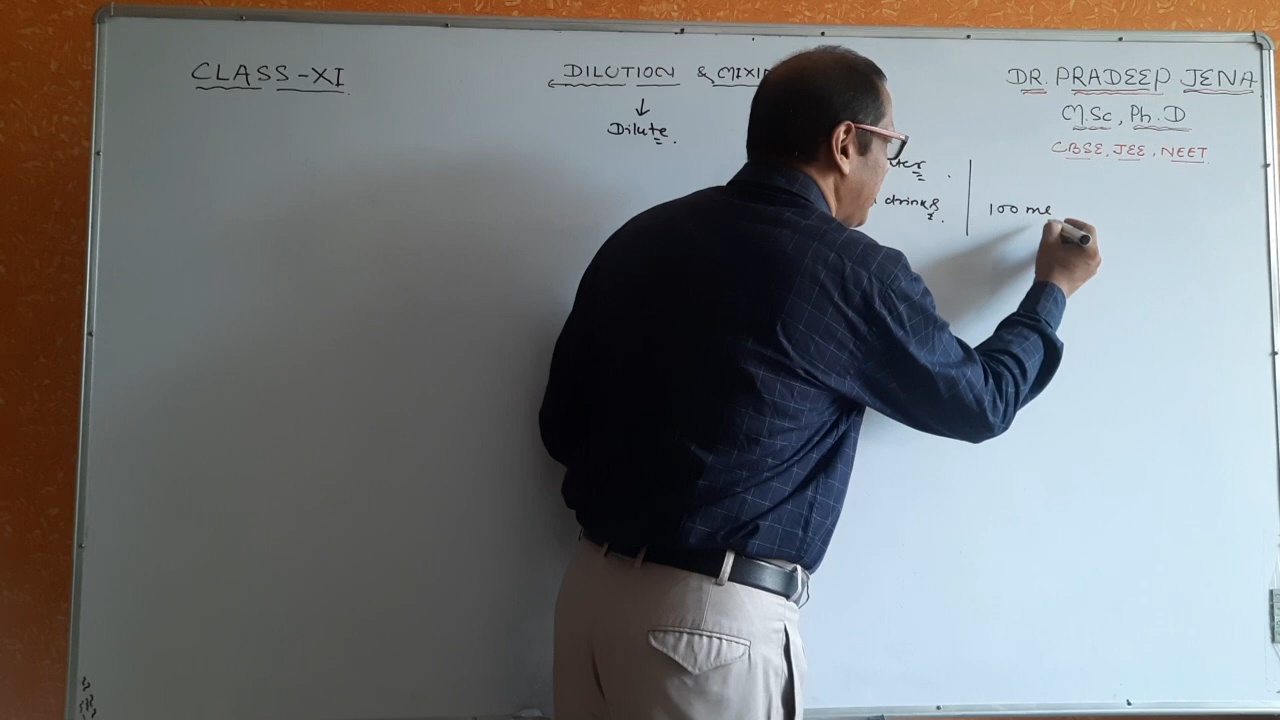 CLASS-XI
DILUTION &
Dilute.
DR. PRADEEP JENA
M.Sc, Ph.D
CBSE, JEE, NEET
drinks.
100 ml